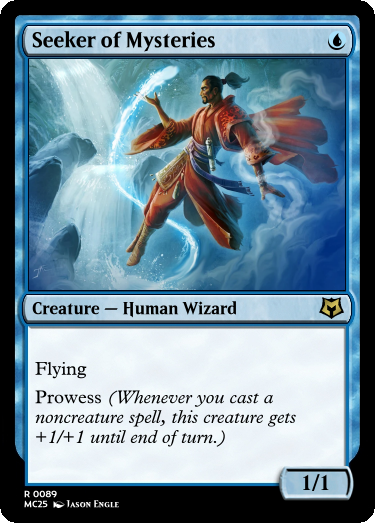 Seeker of Mysteries
Creature — Human Wizard
Flying
Prowess (Whenever you cast a
noncreature spell, this creature gets
+1/+1 until end of turn.)
1/1
R 0089
MC25 Jason Engle